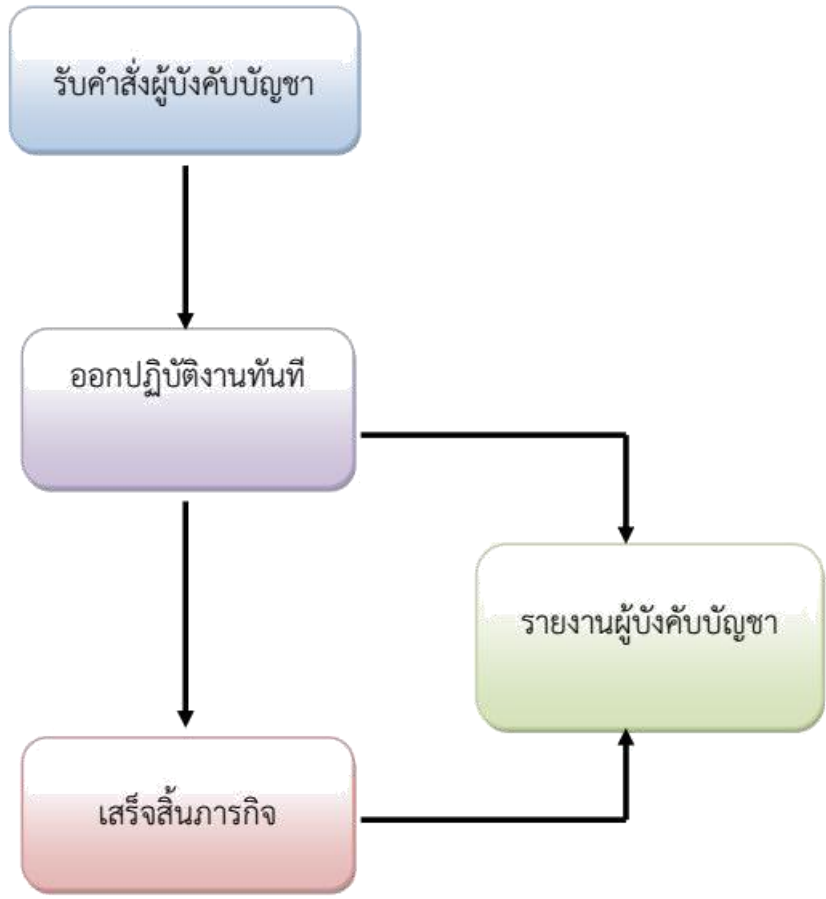 รับคำสั่งผู้บังคับบัญชา
ออกปฏิบัติงานทันที
รายงานผู้บังคับบัญชา
เสร็จสิ้นภารกิจ